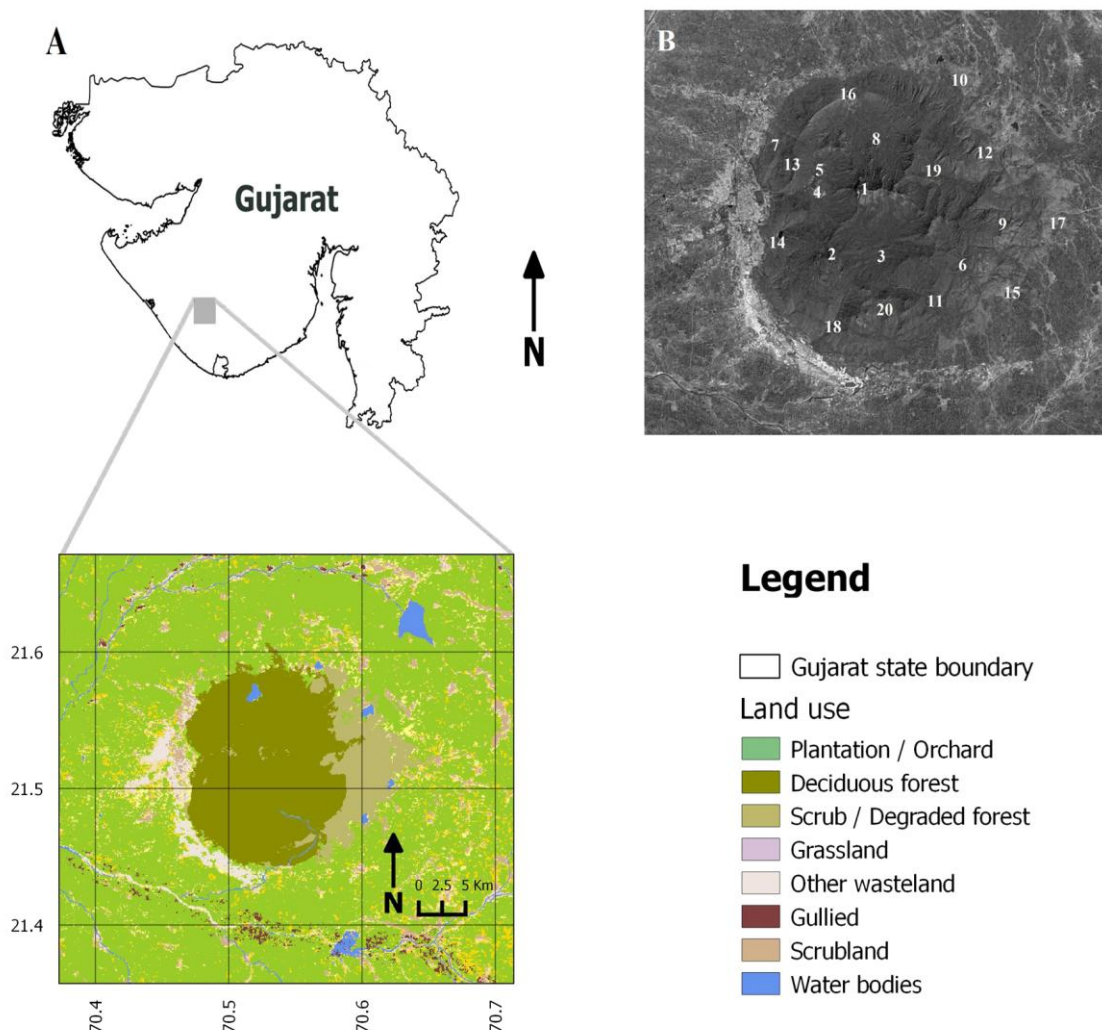 A
Gujarat
N
B
10
16
7
8
12
13
5
19
4
1
14
9
17
2
3
6
15
11
20
18
21.6
21.5
21.4
0 2.5 5 Km
N
70.4
70.5
70.6
70.7
Legend
Gujarat state boundary
Land use
Plantation / Orchard
Deciduous forest
Scrub / Degraded forest
Grassland
Other wasteland
Gullied
Scrubland
Water bodies